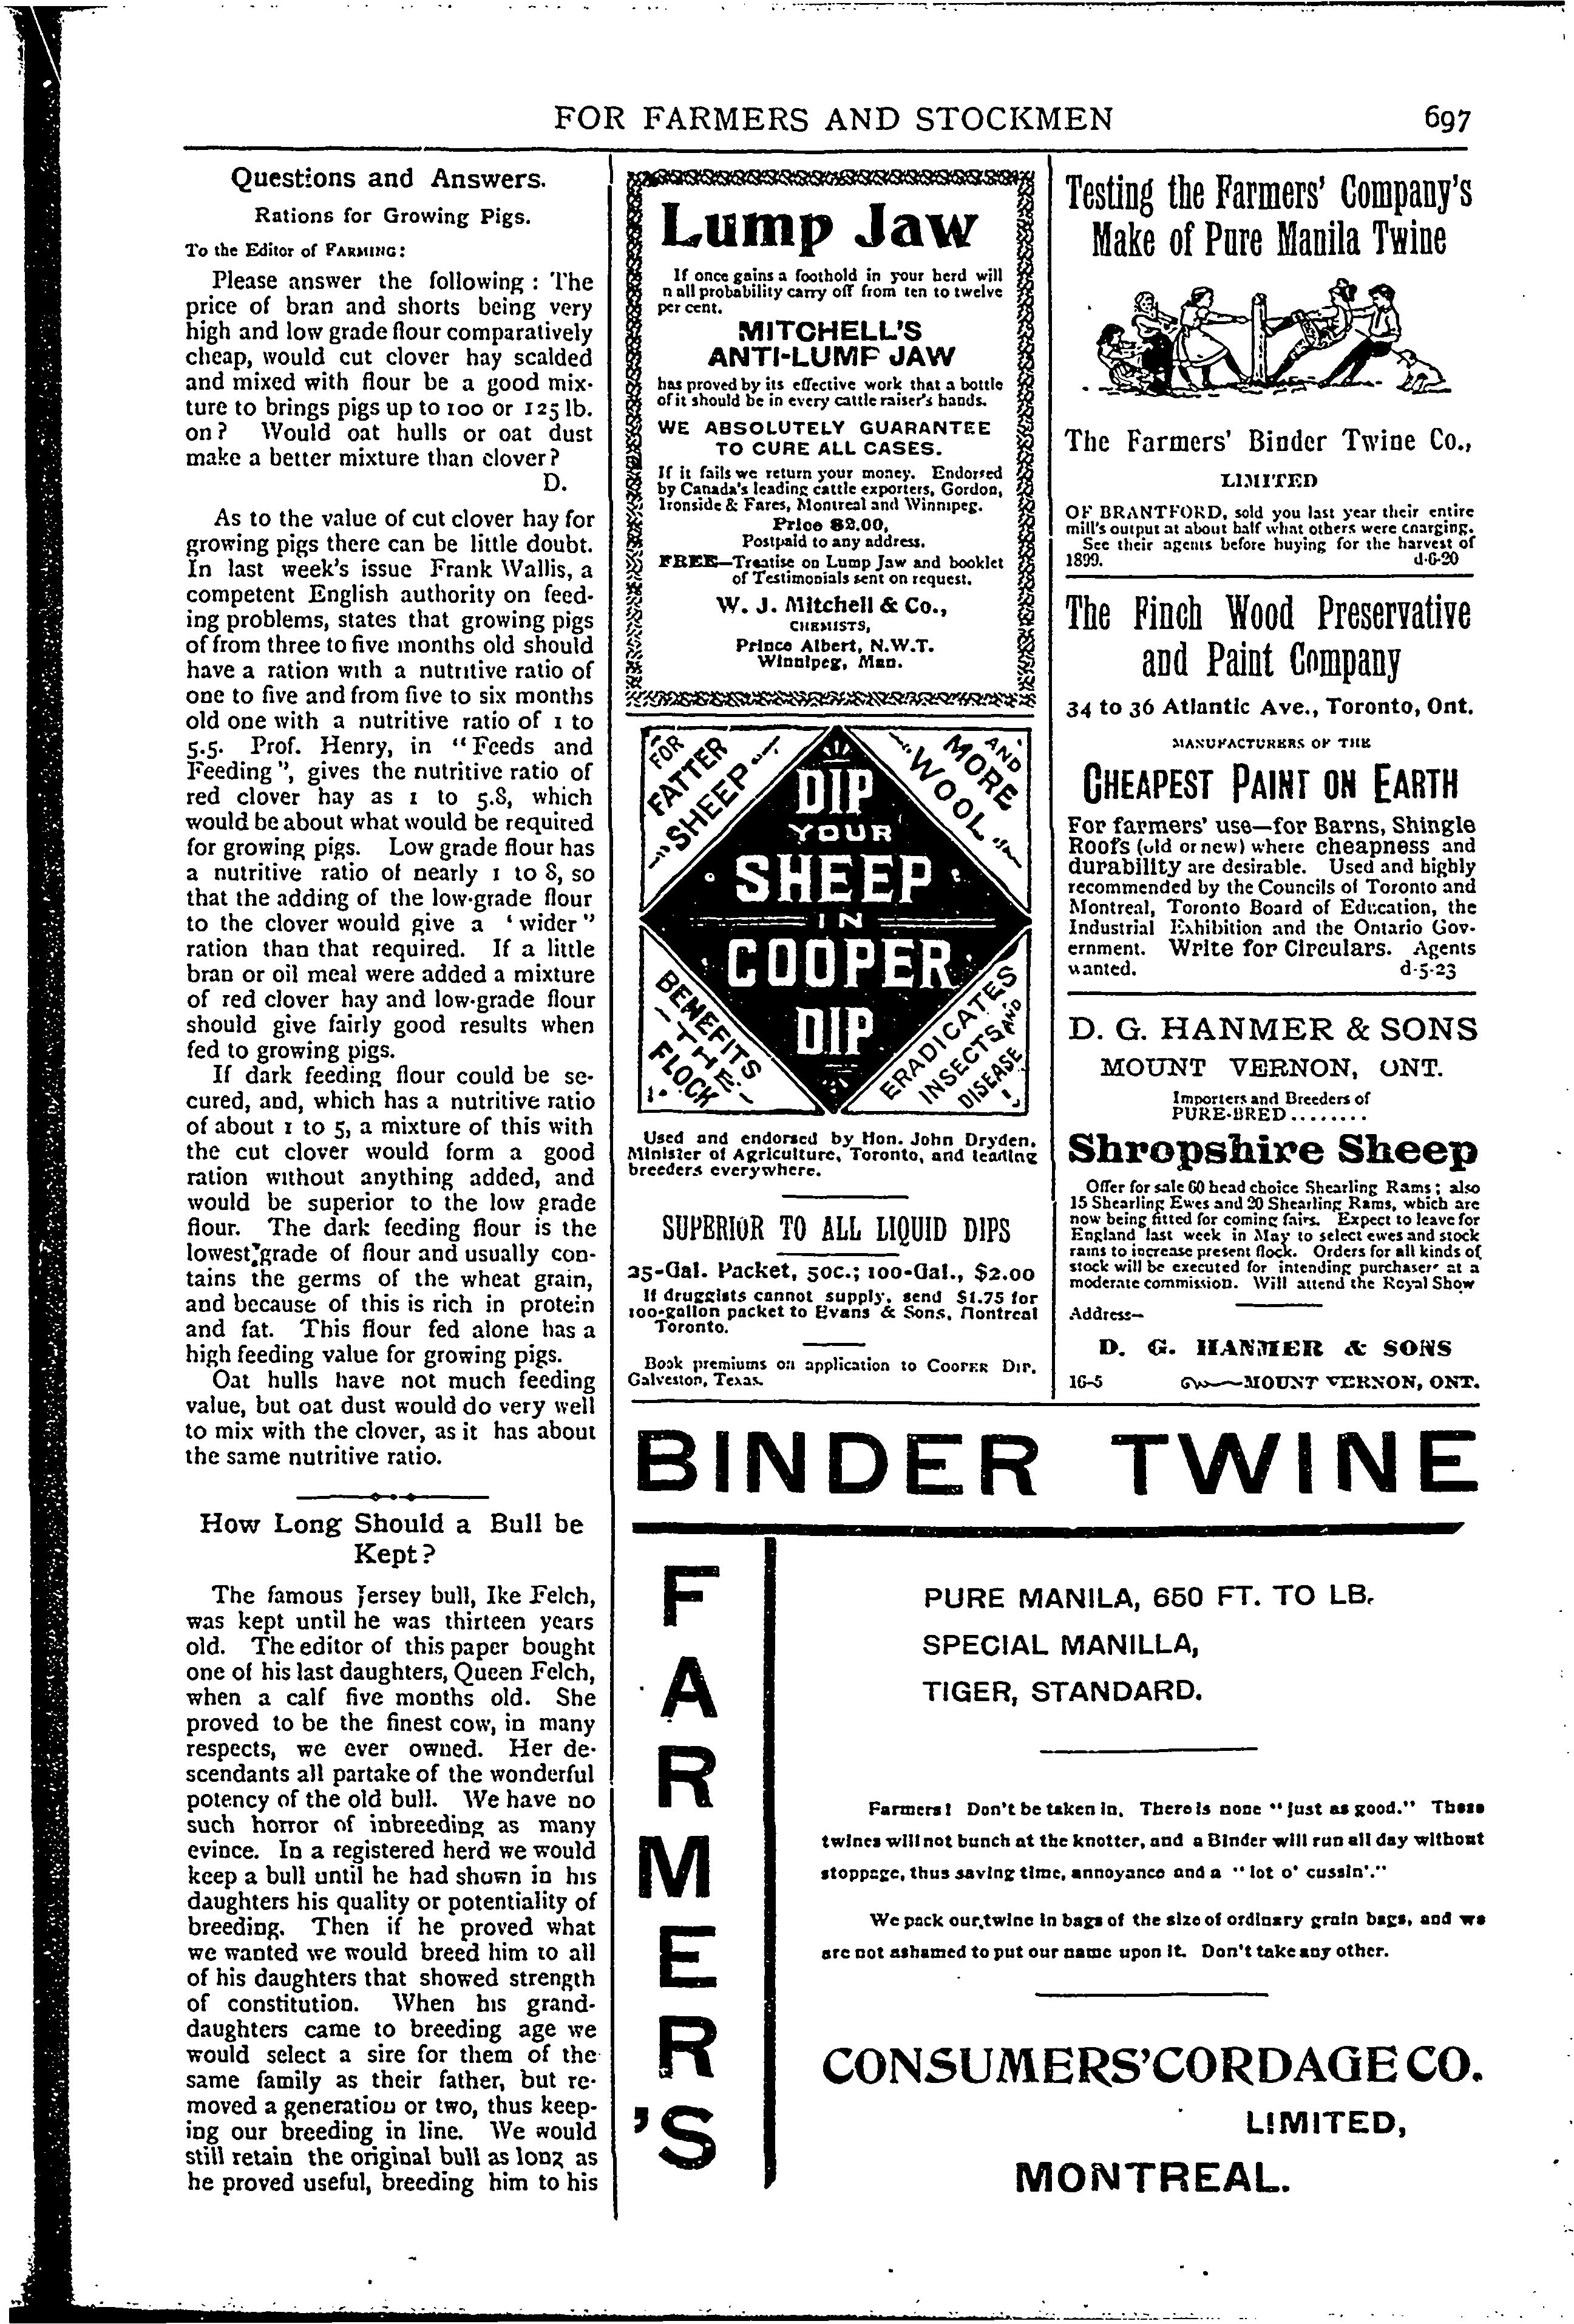 FOR FARMERS AND STOCKMEN 697
Questions and Answers.
Rations for Growing Pigs.
To the Editor of FARMING:
Please answer the following : The
price of bran and shorts being very
high and low grade flour comparatively
cheap, would cut clover hay scalded
and mixed with flour be a good mix-
ture to brings pigs up to 100 or 125 lb.
on? Would oat hulls or oat dust
make a better mixture than clover?
D.
As to the value of cut clover hay for
growing pigs there can be little doubt.
In last week's issue Frank Wallis, a
competent English authority on feed-
ing problems, states that growing pigs
of from three to five months old should
have a ration with a nutritive ratio of
one to five and from five to six months
old one with a nutritive ratio of 1 to
5.5. Prof. Henry, in "Feeds and
Feeding", gives the nutritive ratio of
red clover hay as 1 to 5.8, which
would be about what would be required
for growing pigs. Low grade flour has
a nutritive ratio of nearly 1 to 8, so
that the adding of the low-grade flour
to the clover would give a ' wider "
ration than that required. If a little
bran or oil meal were added a mixture
of red clover hay and low-grade flour
should give fairly good results when
fed to growing pigs.
If dark feeding flour could be se-
cured, and, which has a nutritive ratio
of about 1 to 5, a mixture of this with
the cut clover would form a good
ration without anything added, and
would be superior to the low grade
flour. The dark feeding flour is the
lowest grade of flour and usually con-
tains the germs of the wheat grain,
and because of this is rich in protein
and fat. This flour fed alone has a
high feeding value for growing pigs.
Oat hulls have not much feeding
value, but oat dust would do very well
to mix with the clover, as it has about
the same nutritive ratio.
How Long Should a Bull be
Kept?
The famous Jersey bull, Ike Felch,
was kept until he was thirteen years
old. The editor of this paper bought
one of his last daughters, Queen Felch,
when a calf five months old. She
proved to be the finest cow, in many
respects, we ever owned. Her de-
scendants all partake of the wonderful
potency of the old bull. We have no
such horror of inbreeding as many
evince. In a registered herd we would
keep a bull until he had shown in his
daughters his quality or potentiality of
breeding. Then if he proved what
we wanted we would breed him to all
of his daughters that showed strength
of constitution. When his grand-
daughters came to breeding age we
would select a sire for them of the
same family as their father, but re-
moved a generation or two, thus keep-
ing our breeding in line. We would
still retain the original bull as long as
he proved useful, breeding him to his
Lump Jaw
If once gains a foothold in your herd will
n all probability carry off from ten to twelve
per cent.
MITCHELL'S
ANTI-LUMP JAW
has proved by its effective work that a bottle
of it should be in every cattle raiser's hands.
WE ABSOLUTELY GUARANTEE
TO CURE ALL CASES.
If it fails we return your money. Endorsed
by Canada's leading cattle exporters, Gordon,
Ironside & Fares, Montreal and Winnipeg.
Price $2.00,
Postpaid to any address.
FREE—Treatise on Lump Jaw and booklet
of Testimonials sent on request.
W. J. Mitchell & Co.,
CHEMISTS,
Prince Albert, N.W.T.
Winnipeg, Man.
FOR FATTER SHEEP
AND MORE WOOL
DIP
YOUR
SHEEP
IN
COOPER
DIP
BENEFITS THE FLOCK
ERADICATES INSECTS AND DISEASE
Used and endorsed by Hon. John Dryden,
Minister of Agriculture, Toronto, and leading
breeders everywhere.
SUPERIOR TO ALL LIQUID DIPS
25-Gal. Packet, 50c.; 100-Gal., $2.00
If druggists cannot supply, send $1.75 for
100-gallon packet to Evans & Sons, Montreal
Toronto.
Book premiums on application to COOPER DIP,
Galveston, Texas.
Testing the Farmers' Company's
Make of Pure Manila Twine
The Farmers' Binder Twine Co.,
LIMITED
OF BRANTFORD, sold you last year their entire
mill's output at about half what others were charging.
See their agents before buying for the harvest of
1899. d-6-20
The Finch Wood Preservative
and Paint Company
34 to 36 Atlantic Ave., Toronto, Ont.
MANUFACTURERS OF THE
CHEAPEST PAINT ON EARTH
For farmers' use—for Barns, Shingle
Roofs (old or new) where cheapness and
durability are desirable. Used and highly
recommended by the Councils of Toronto and
Montreal, Toronto Board of Education, the
Industrial Exhibition and the Ontario Gov-
ernment. Write for Circulars. Agents
wanted. d-5-23
D. G. HANMER & SONS
MOUNT VERNON, ONT.
Importers and Breeders of
PURE-BRED ........
Shropshire Sheep
Offer for sale 60 head choice Shearling Rams; also
15 Shearling Ewes and 20 Shearling Rams, which are
now being fitted for coming fairs. Expect to leave for
England last week in May to select ewes and stock
rams to increase present flock. Orders for all kinds of
stock will be executed for intending purchasers at a
moderate commission. Will attend the Royal Show
Address—
D. G. HANMER & SONS
16-5 MOUNT VERNON, ONT.
BINDER TWINE
FARMER'S
PURE MANILA, 650 FT. TO LB,
SPECIAL MANILLA,
TIGER, STANDARD.
Farmers! Don't be taken in. There is none "just as good." These
twines will not bunch at the knotter, and a Binder will run all day without
stoppage, thus saving time, annoyance and a "lot o' cussin'."
We pack our twine in bags of the size of ordinary grain bags, and we
are not ashamed to put our name upon it. Don't take any other.
CONSUMERS' CORDAGE CO.
LIMITED,
MONTREAL.